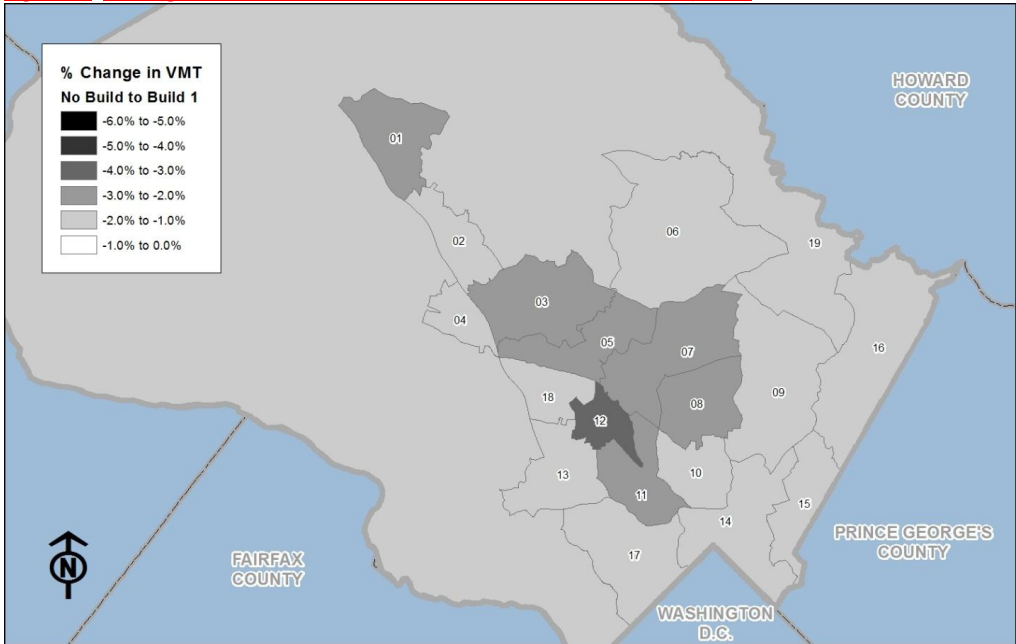 % Change in VMT
No Build to Build 1
-6.0% to -5.0%
-5.0% to -4.0%
-4.0% to -3.0%
-3.0% to -2.0%
-2.0% to -1.0%
-1.0% to 0.0%
HOWARD
COUNTY
01
02
06
19
03
04
05
07
16
18
08
09
12
13
10
11
15
14
17
PRINCE GEORGE'S
COUNTY
FAIRFAX
COUNTY
WASHINGTON
D.C.
N